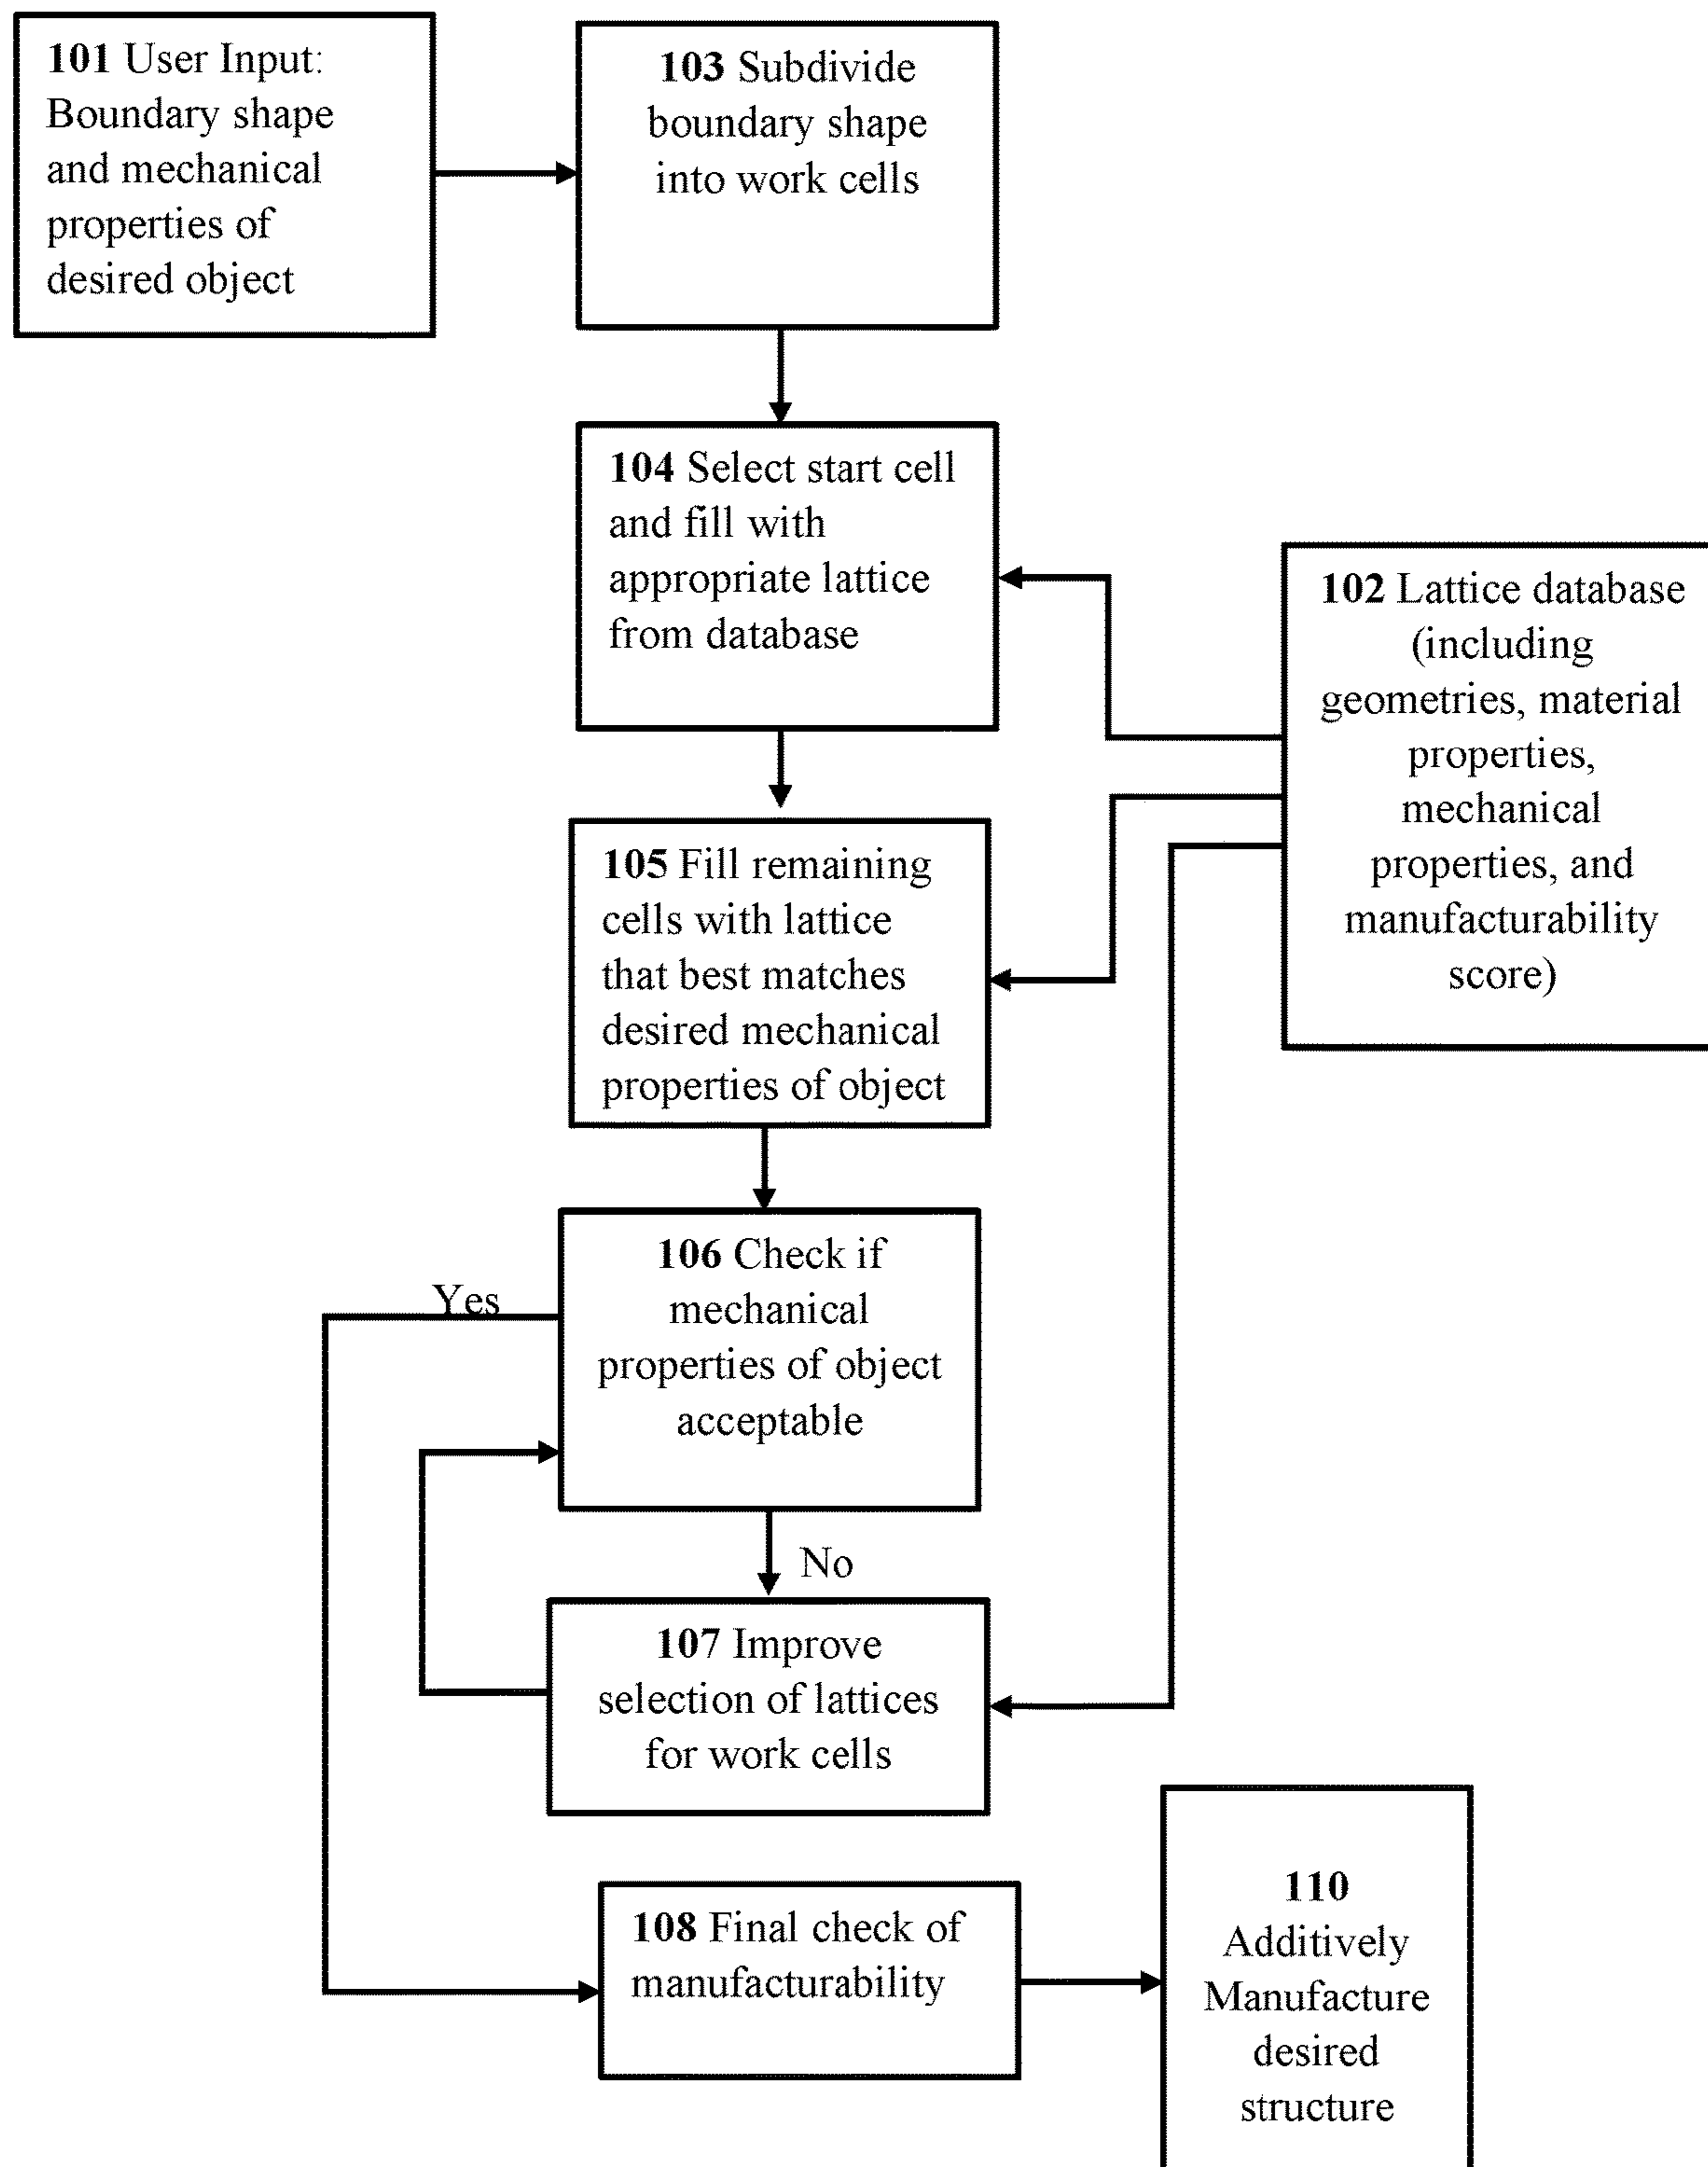 101 User Input:
Boundary shape
and mechanical
properties of
desired object
103 Subdivide
boundary shape
into work cells
104 Select start cell
and fill with
appropriate lattice
from database
102 Lattice database
(including
geometries, material
properties,
mechanical
properties, and
manufacturability
score)
105 Fill remaining
cells with lattice
that best matches
desired mechanical
properties of object
106 Check if
mechanical
properties of object
acceptable
Yes
No
107 Improve
selection of lattices
for work cells
108 Final check of
manufacturability
110
Additively
Manufacture
desired
structure